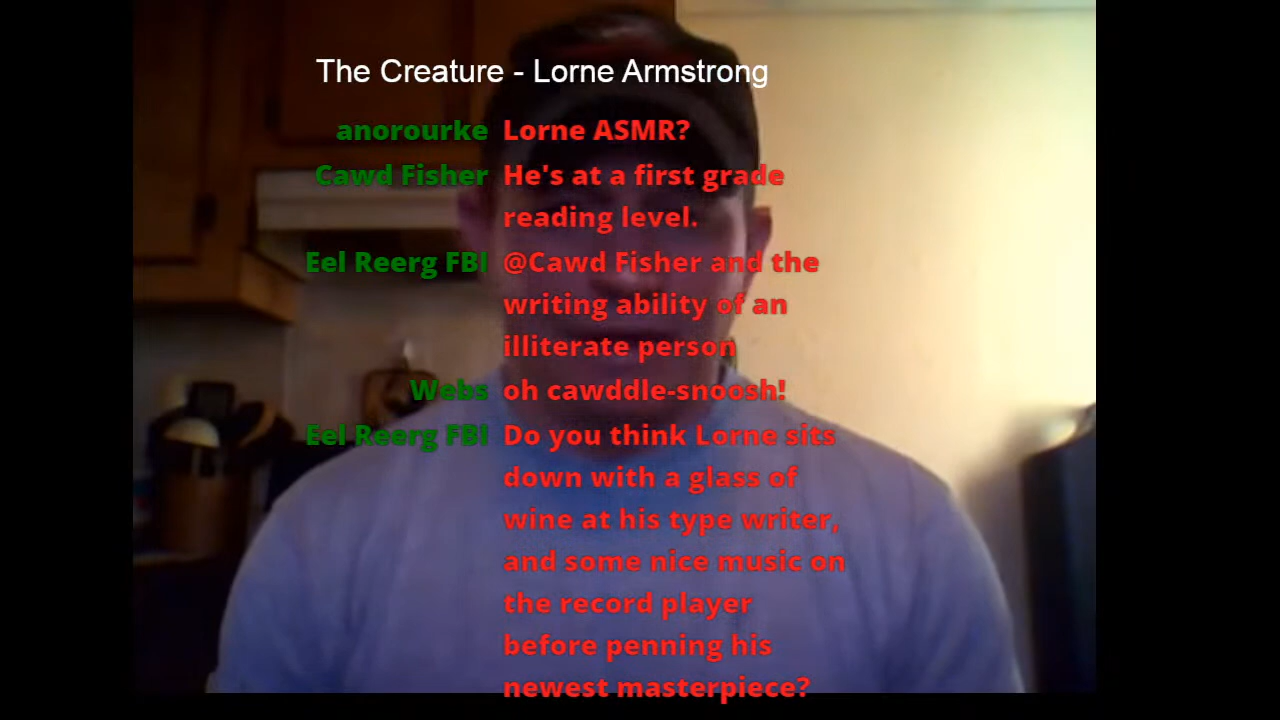 The Creature - Lorne Armstrong
anorourke Lorne ASMR?
Cawd Fisher He's at a first grade
reading level.
Eel Reerg FBI @Cawd Fisher and the
writing ability of an
illiterate person
Webs oh cawddle-snoosh!
Eel Reerg FBI Do you think Lorne sits
down with a glass of
wine at his type writer,
and some nice music on
the record player
before penning his
newest masterpiece?